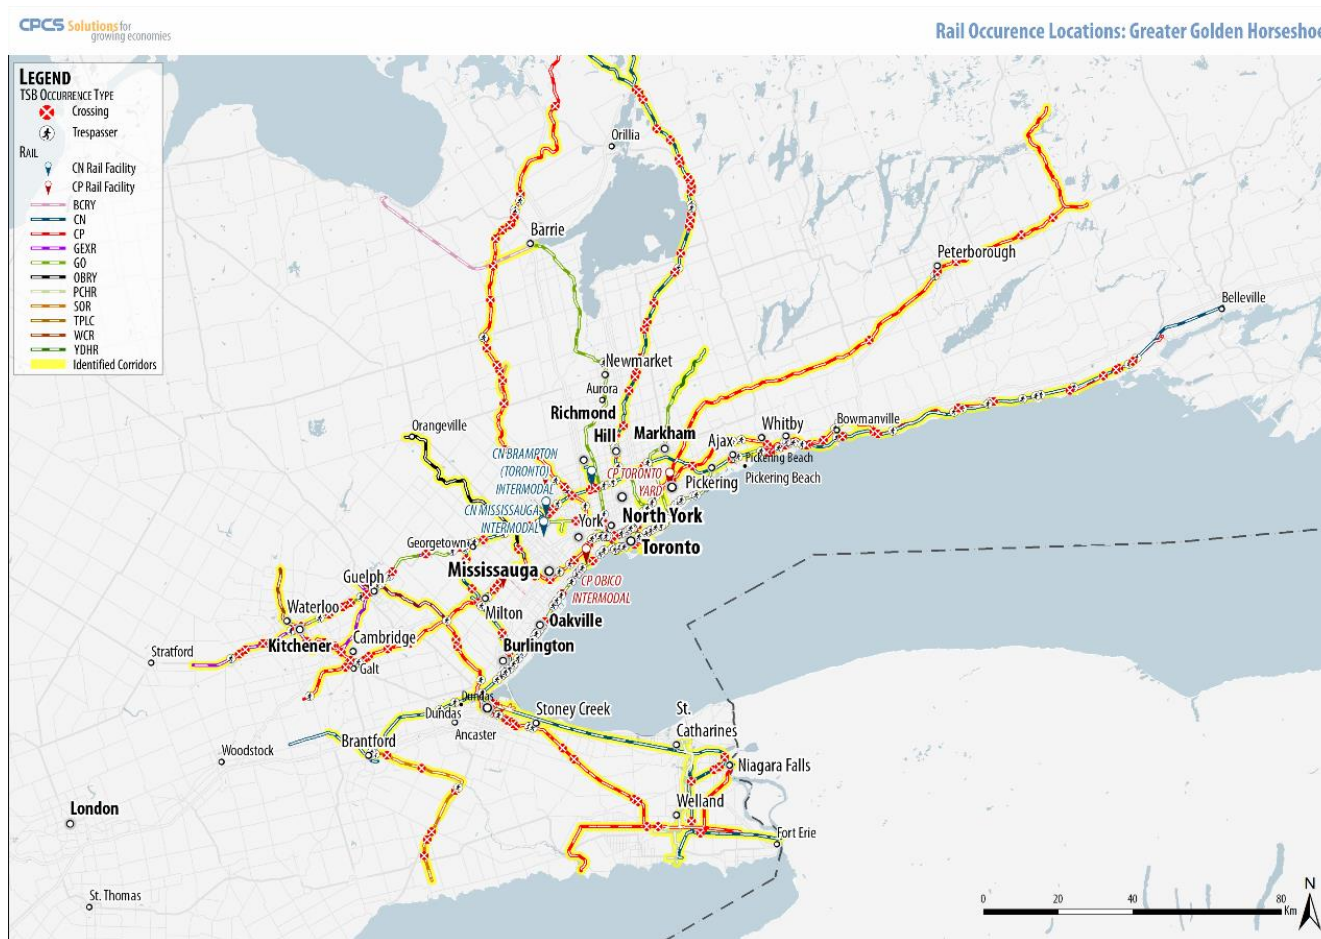 CPCS Solutions for
growing economies
Rail Occurence Locations: Greater Golden Horseshoe
LEGEND
TSB OCCURRENCE TYPE
Crossing
Trespasser
RAIL
CN Rail Facility
CP Rail Facility
BCRY
CN
CP
GEXR
GO
OBRY
PCHR
SOR
TPLC
WCR
YDHR
Identified Corridors
Orillia
Barrie
Peterborough
Belleville
Newmarket
Aurora
Richmond
Hill
Markham
Ajax
Whitby
Bowmanville
Orangeville
CN BRAMPTON
(TORONTO)
INTERMODAL
CP TORONTO
YARD
Pickering Beach
Pickering
Pickering Beach
CN MISSISSAUGA
INTERMODAL
York
North York
Toronto
Georgetown
Mississauga
CP OBICO
INTERMODAL
Guelph
Waterloo
Milton
Oakville
Kitchener
Cambridge
Burlington
Stratford
Galt
Dundas
Dundas
Stoney Creek
St.
Catharines
Ancaster
Brantford
Woodstock
Niagara Falls
London
Welland
Fort Erie
St. Thomas
N
0 20 40 80
Km